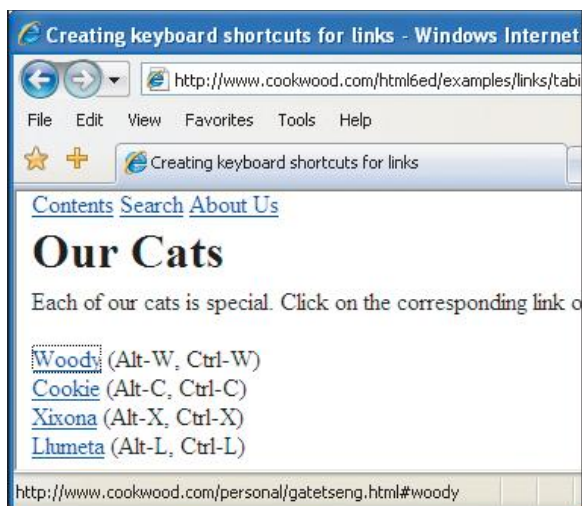 Creating keyboard shortcuts for links - Windows Internet
http://www.cookwood.com/html6ed/examples/links/tabi
File Edit View Favorites Tools Help
Creating keyboard shortcuts for links
Contents Search About Us
Our Cats
Each of our cats is special. Click on the corresponding link o
Woody (Alt-W, Ctrl-W)
Cookie (Alt-C, Ctrl-C)
Xixona (Alt-X, Ctrl-X)
Llumeta (Alt-L, Ctrl-L)
http://www.cookwood.com/personal/gatetseng.html#woody